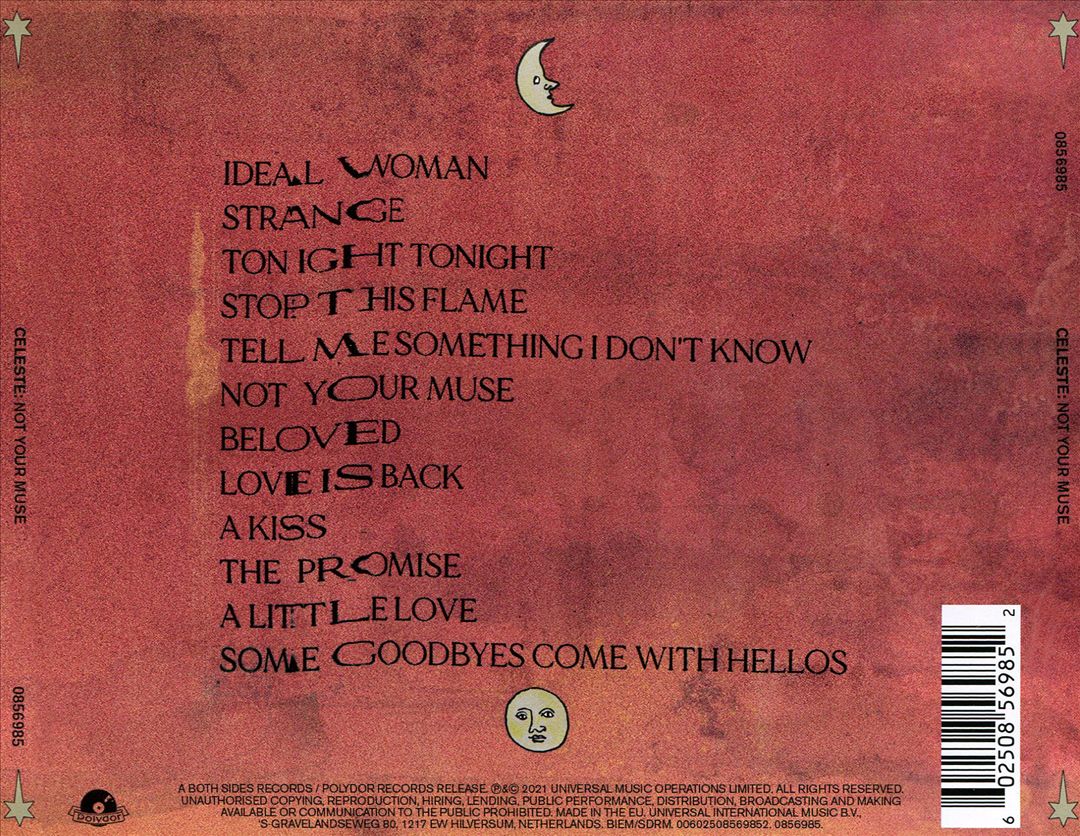 IDEAL WOMAN
STRANGE
TONIGHT TONIGHT
STOP THIS FLAME
TELL ME SOMETHING I DON'T KNOW
NOT YOUR MUSE
BELOVED
LOVE IS BACK
A KISS
THE PROMISE
A LITTLE LOVE
SOME GOODBYES COME WITH HELLOS
CELESTE: NOT YOUR MUSE
0856985
0856985
CELESTE: NOT YOUR MUSE
6 02508 56985 2
Polydor
A BOTH SIDES RECORDS / POLYDOR RECORDS RELEASE. ℗&© 2021 UNIVERSAL MUSIC OPERATIONS LIMITED. ALL RIGHTS RESERVED.
UNAUTHORISED COPYING, REPRODUCTION, HIRING, LENDING, PUBLIC PERFORMANCE, DISTRIBUTION, BROADCASTING AND MAKING
AVAILABLE OR COMMUNICATION TO THE PUBLIC PROHIBITED. MADE IN THE EU. UNIVERSAL INTERNATIONAL MUSIC B.V.,
'S-GRAVELANDSEWEG 80, 1217 EW HILVERSUM, NETHERLANDS. BIEM/SDRM. 00602508569852. 0856985.